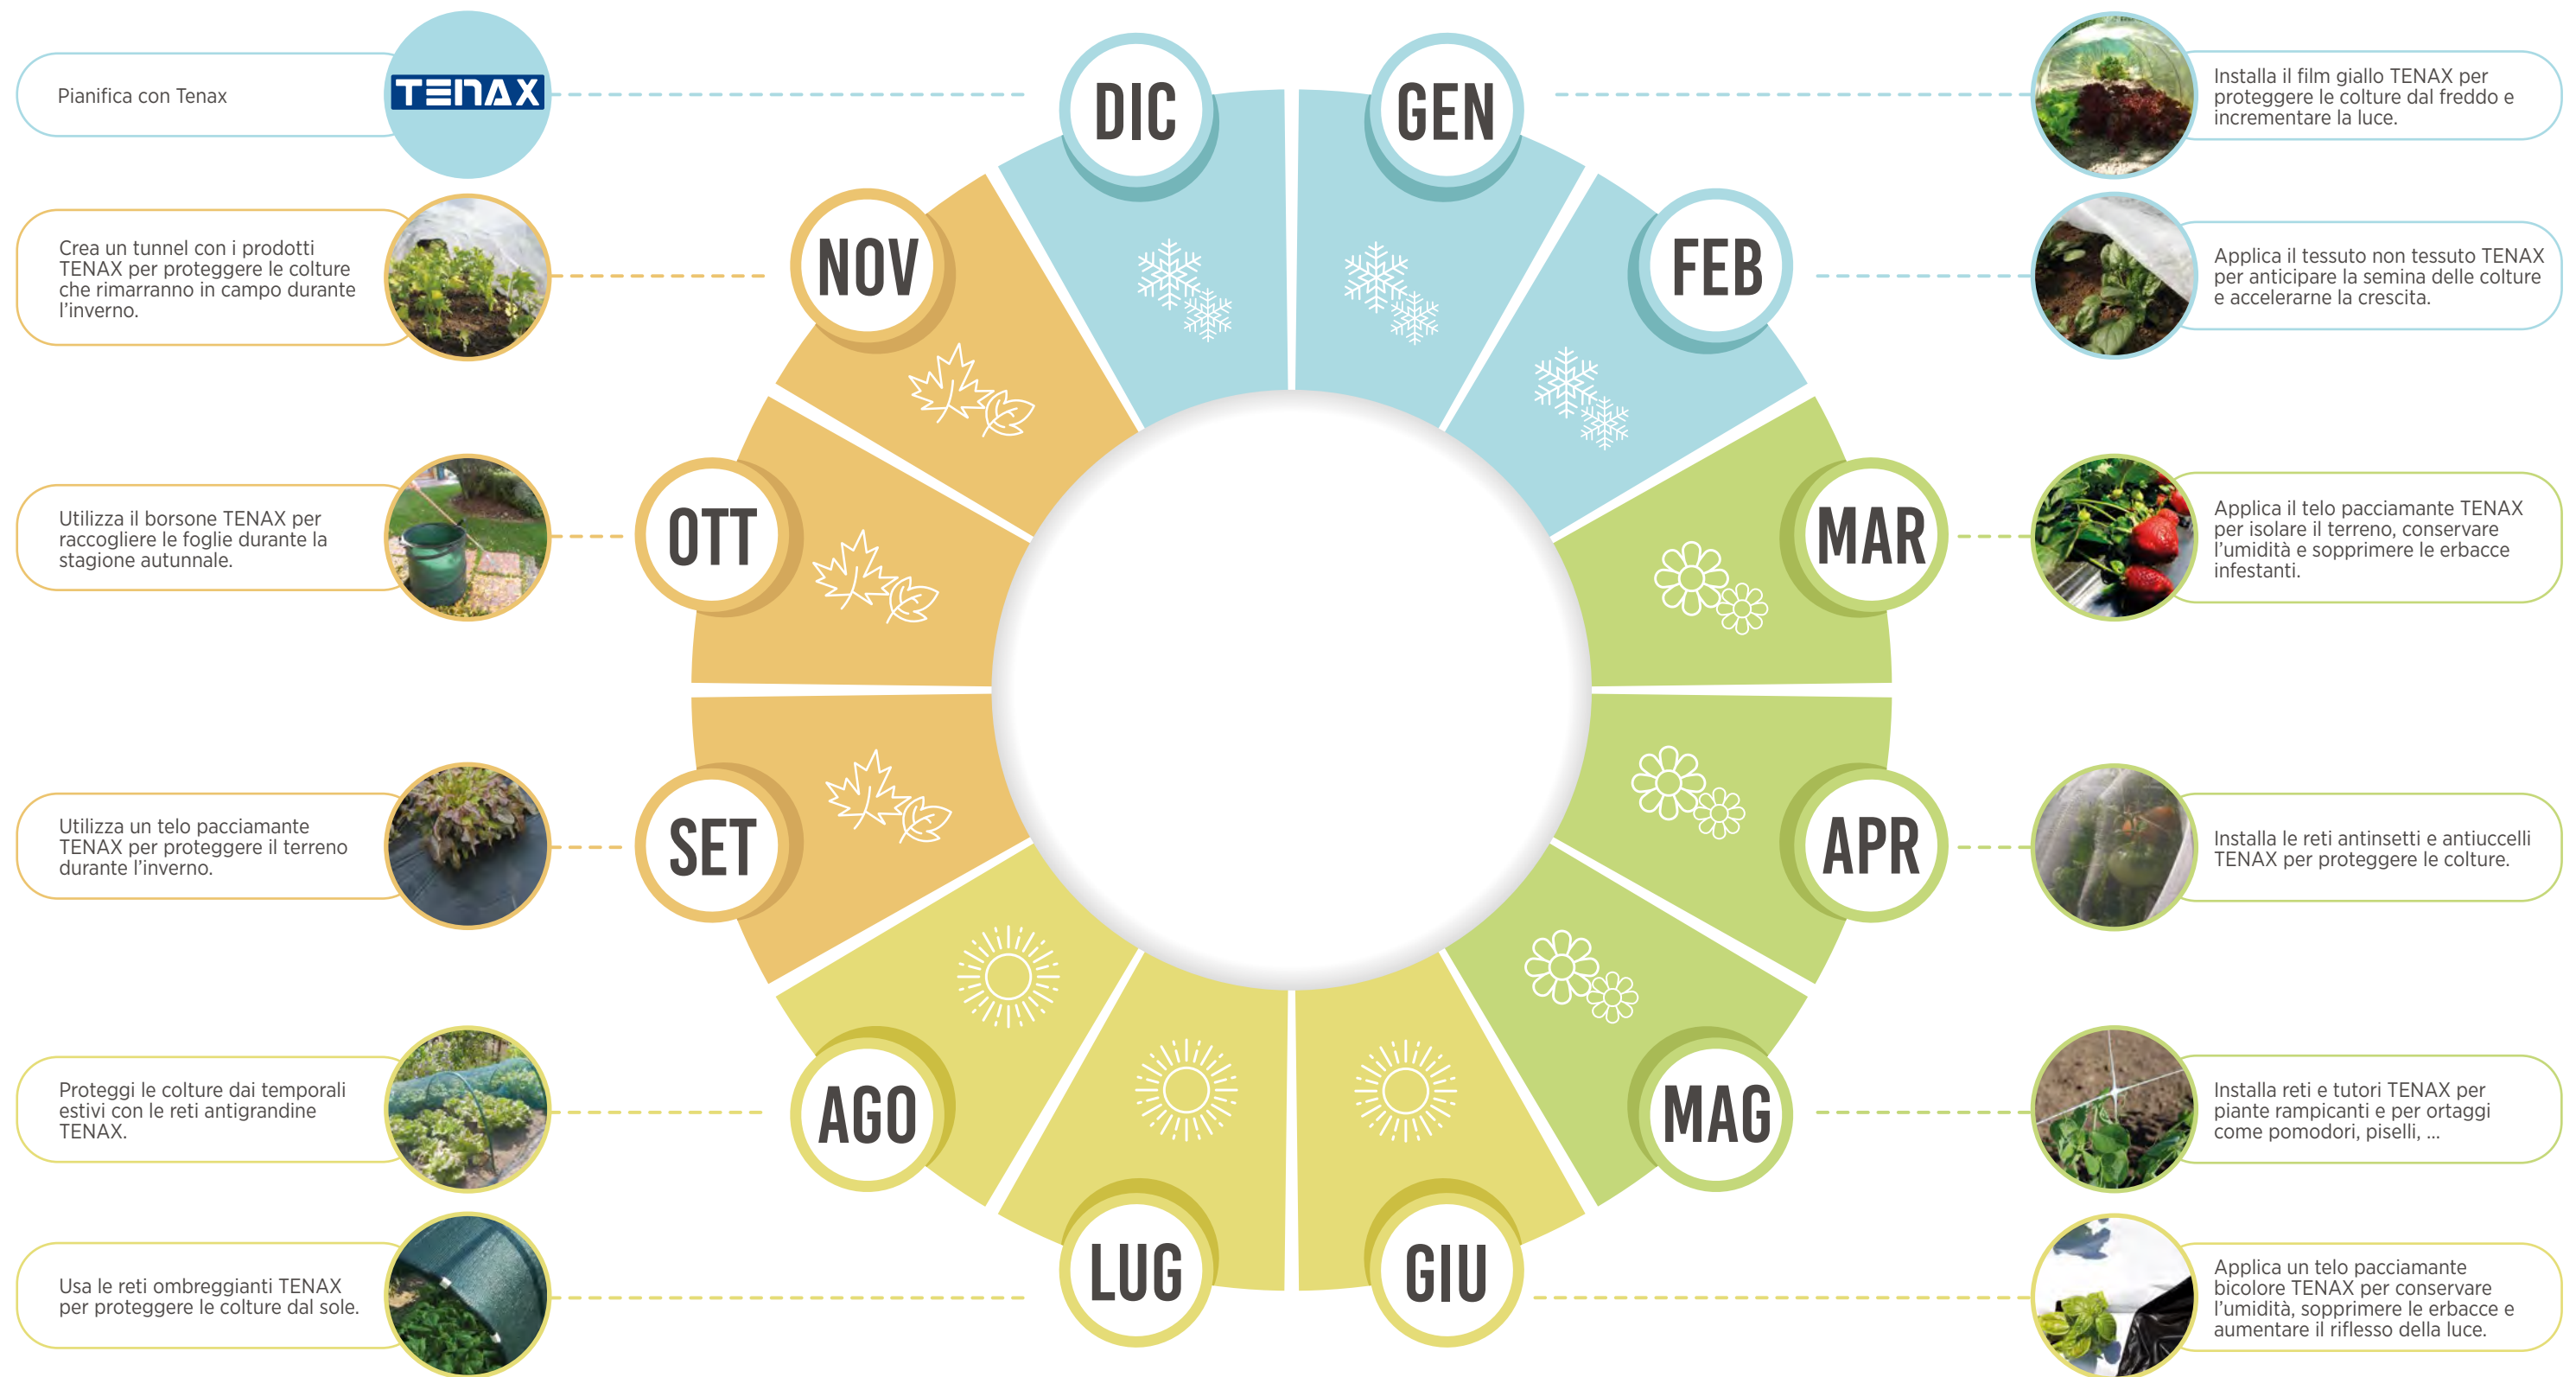 DIC
GEN
FEB
MAR
APR
MAG
GIU
LUG
AGO
SET
OTT
NOV
Installa il film giallo TENAX per
proteggere le colture dal freddo e
incrementare la luce.
Applica il tessuto non tessuto TENAX
per anticipare la semina delle colture
e accelerarne la crescita.
Applica il telo pacciamante TENAX
per isolare il terreno, conservare
l'umidità e sopprimere le erbacce
infestanti.
Installa le reti antinsetti e antiuccelli
TENAX per proteggere le colture.
Installa reti e tutori TENAX per
piante rampicanti e per ortaggi
come pomodori, piselli, ...
Applica un telo pacciamante
bicolore TENAX per conservare
l'umidità, sopprimere le erbacce e
aumentare il riflesso della luce.
Usa le reti ombreggianti TENAX
per proteggere le colture dal sole.
Proteggi le colture dai temporali
estivi con le reti antigrandine
TENAX.
Utilizza un telo pacciamante
TENAX per proteggere il terreno
durante l'inverno.
Utilizza il borsone TENAX per
raccogliere le foglie durante la
stagione autunnale.
Crea un tunnel con i prodotti
TENAX per proteggere le colture
che rimarranno in campo durante
l'inverno.
Pianifica con Tenax
TENAX